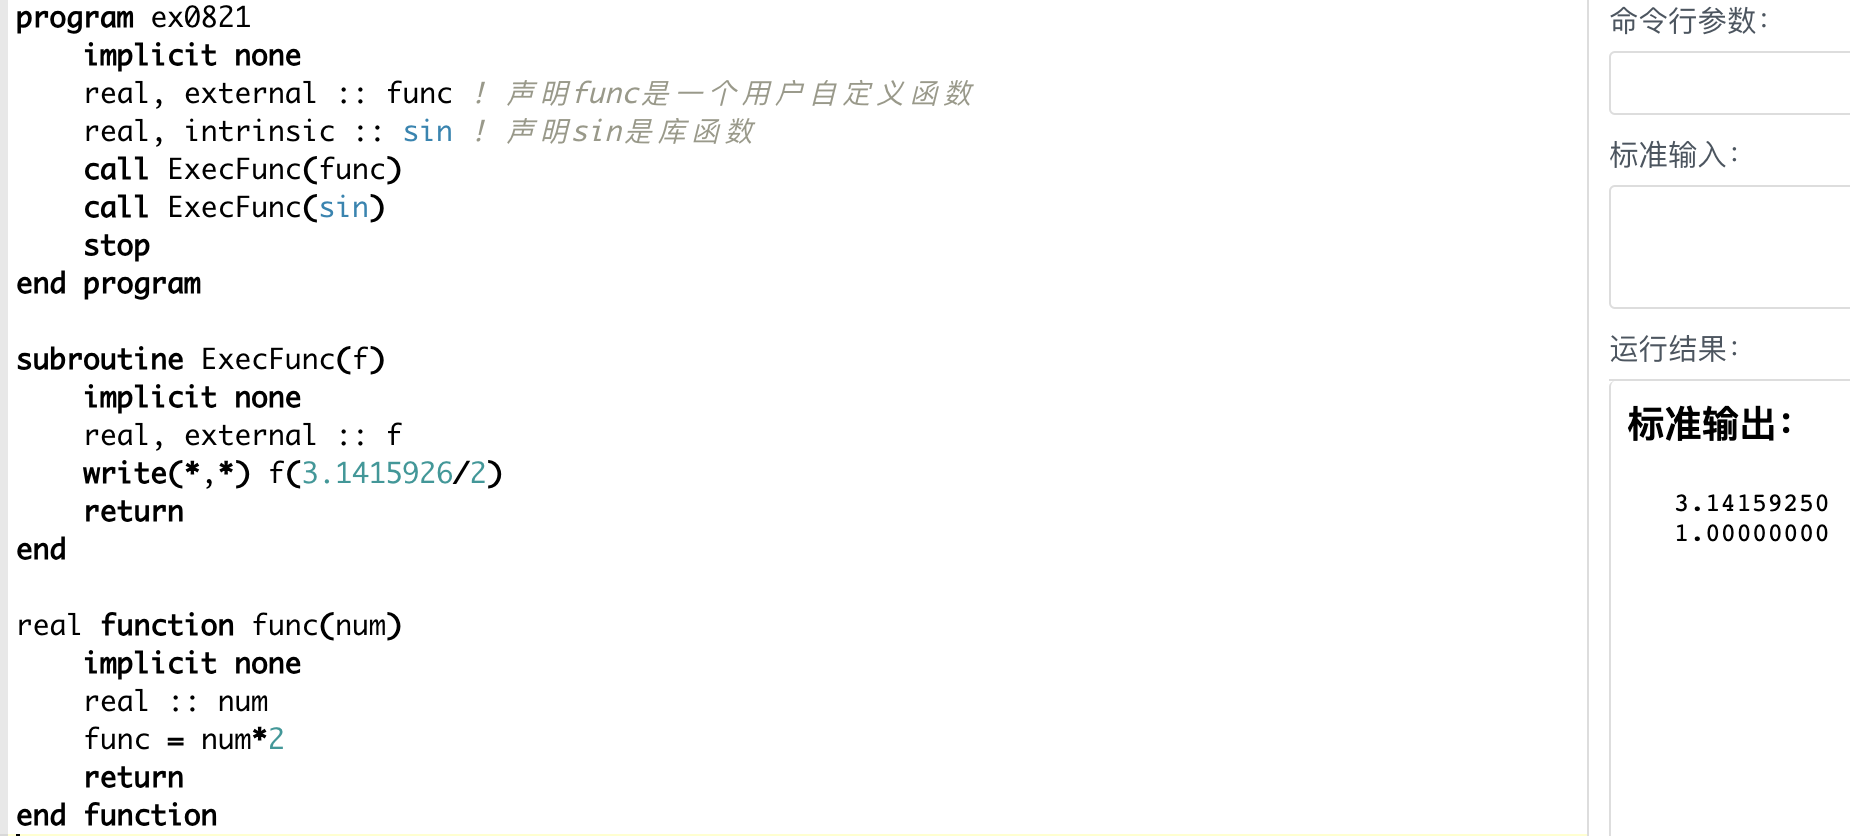 program ex0821
    implicit none
    real, external :: func ! 声明func是一个用户自定义函数
    real, intrinsic :: sin ! 声明sin是库函数
    call ExecFunc(func)
    call ExecFunc(sin)
    stop
end program

subroutine ExecFunc(f)
    implicit none
    real, external :: f
    write(*,*) f(3.1415926/2)
    return
end

real function func(num)
    implicit none
    real :: num
    func = num*2
    return
end function
命令行参数:
标准输入:
运行结果:
标准输出:
3.14159250
1.00000000